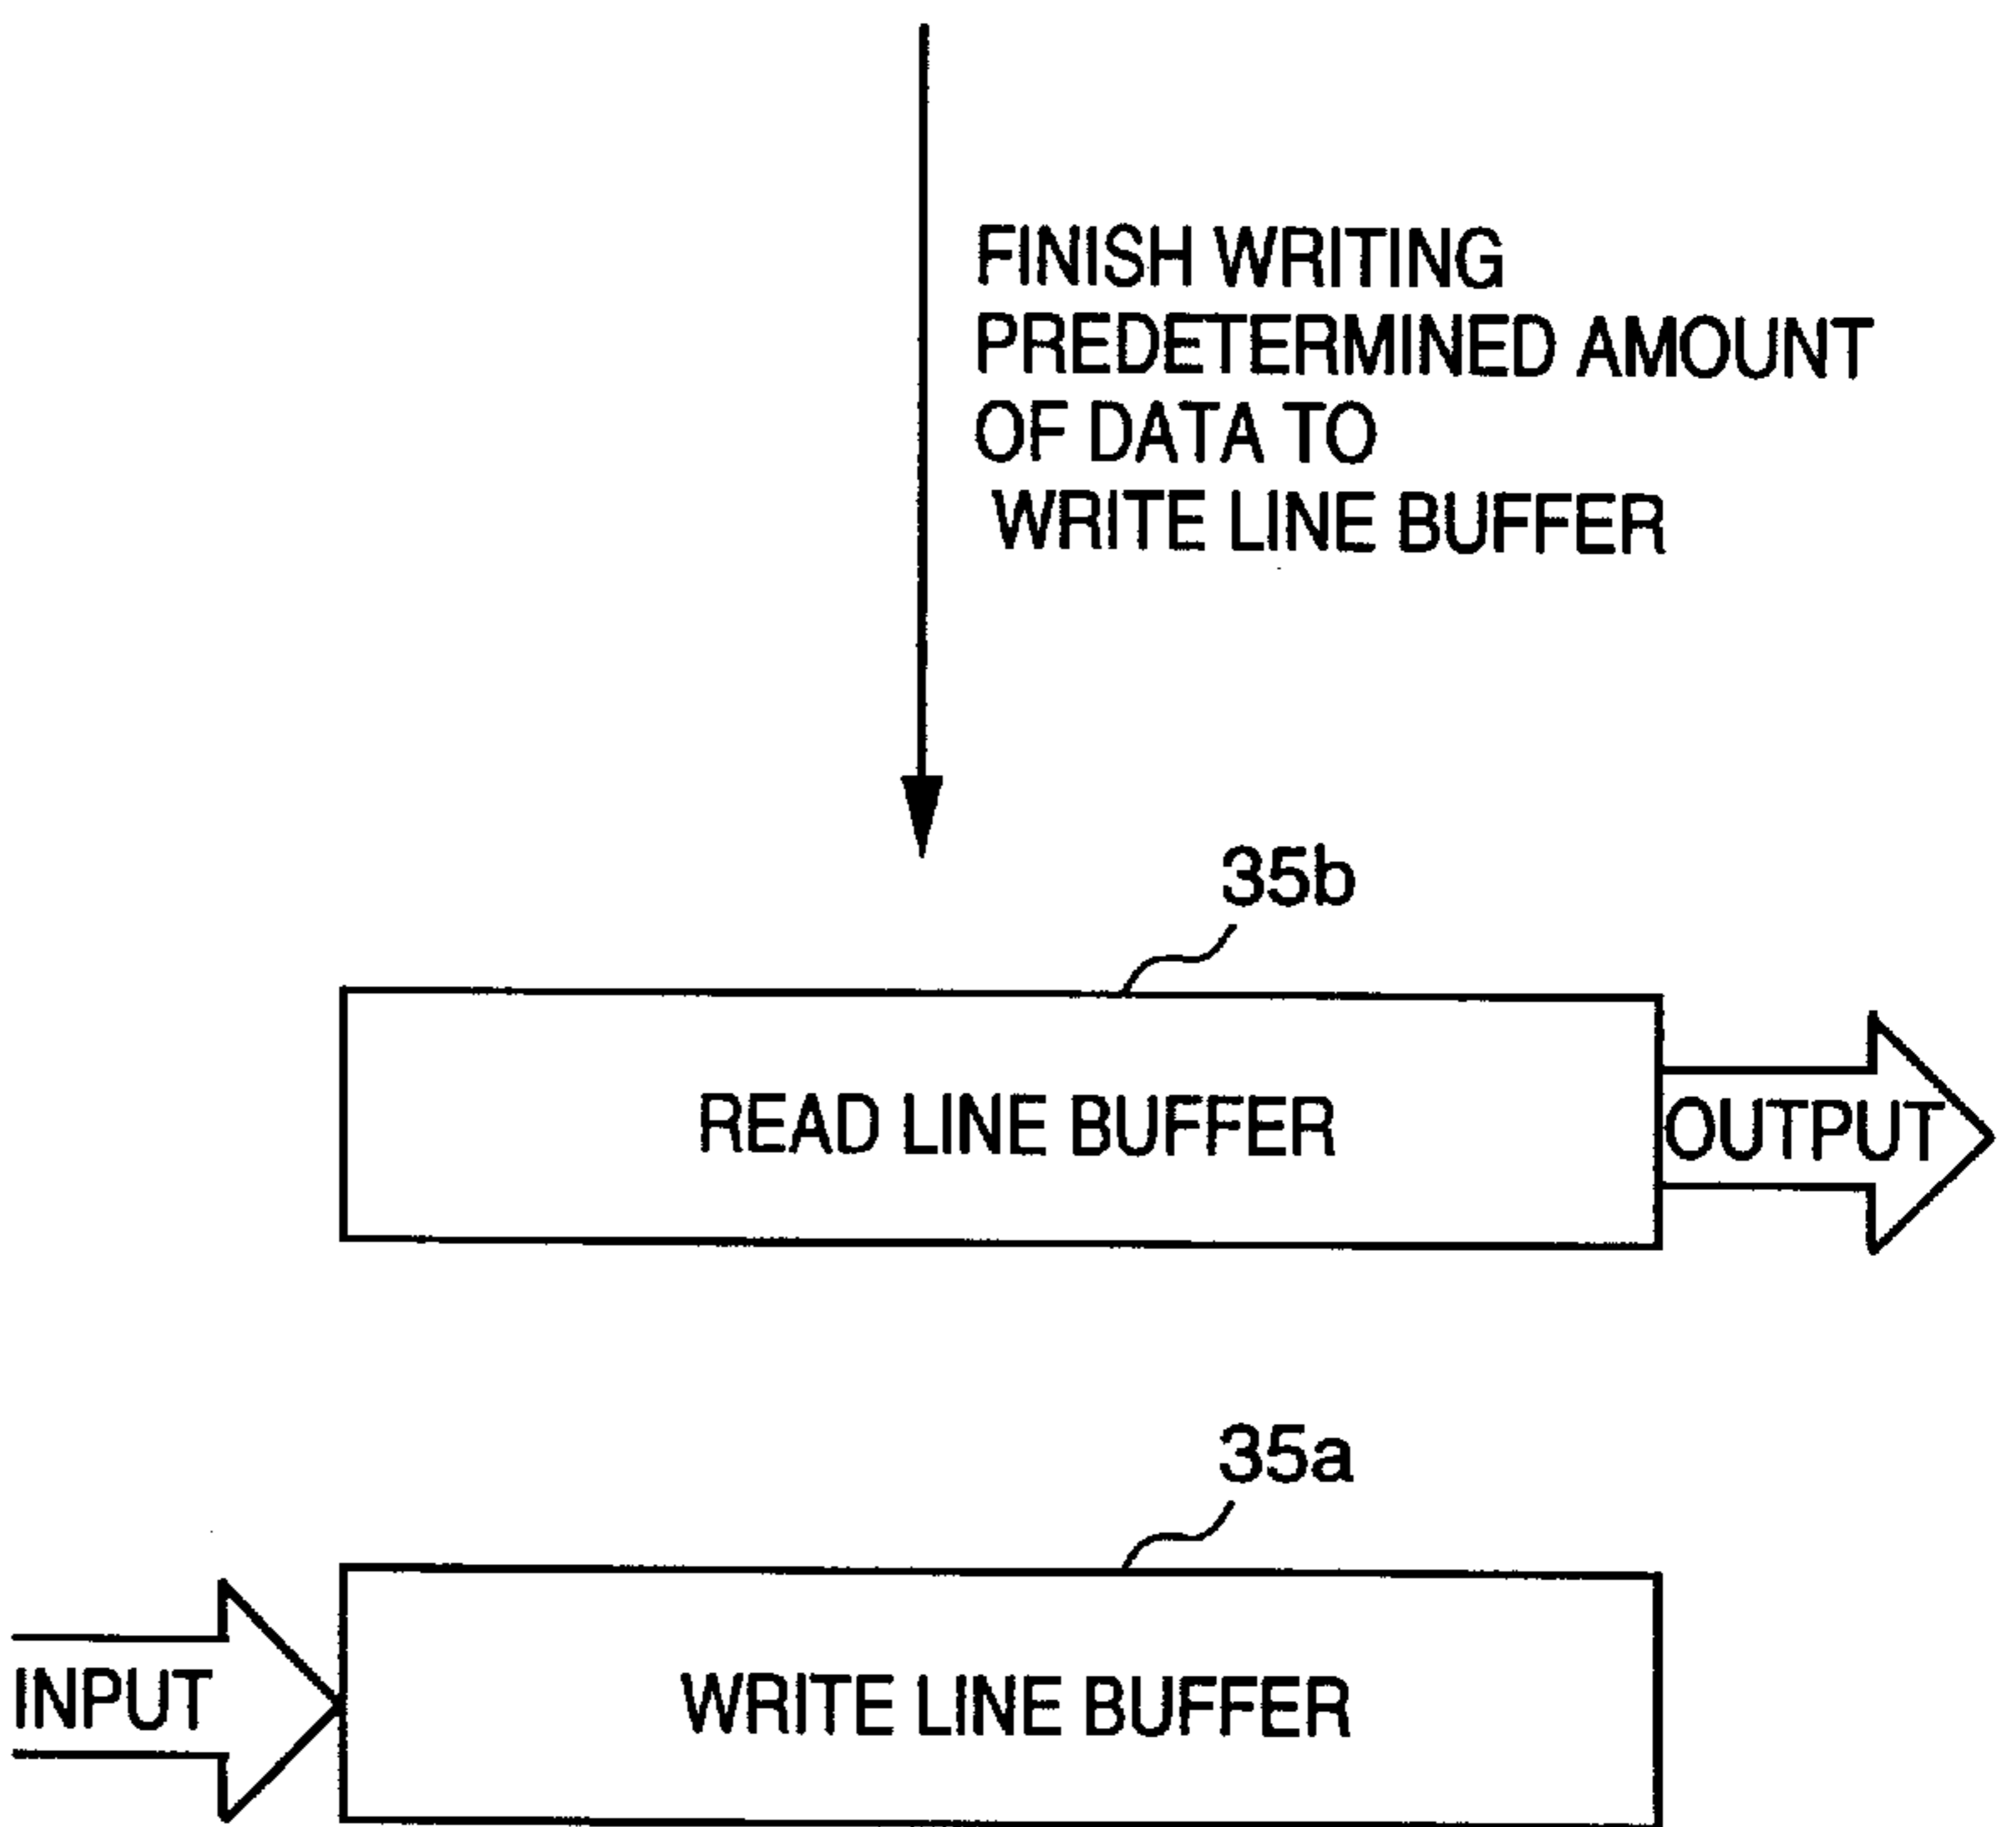 FINISH WRITING
PREDETERMINED AMOUNT
OF DATA TO
WRITE LINE BUFFER
35b
READ LINE BUFFER
OUTPUT
35a
INPUT
WRITE LINE BUFFER